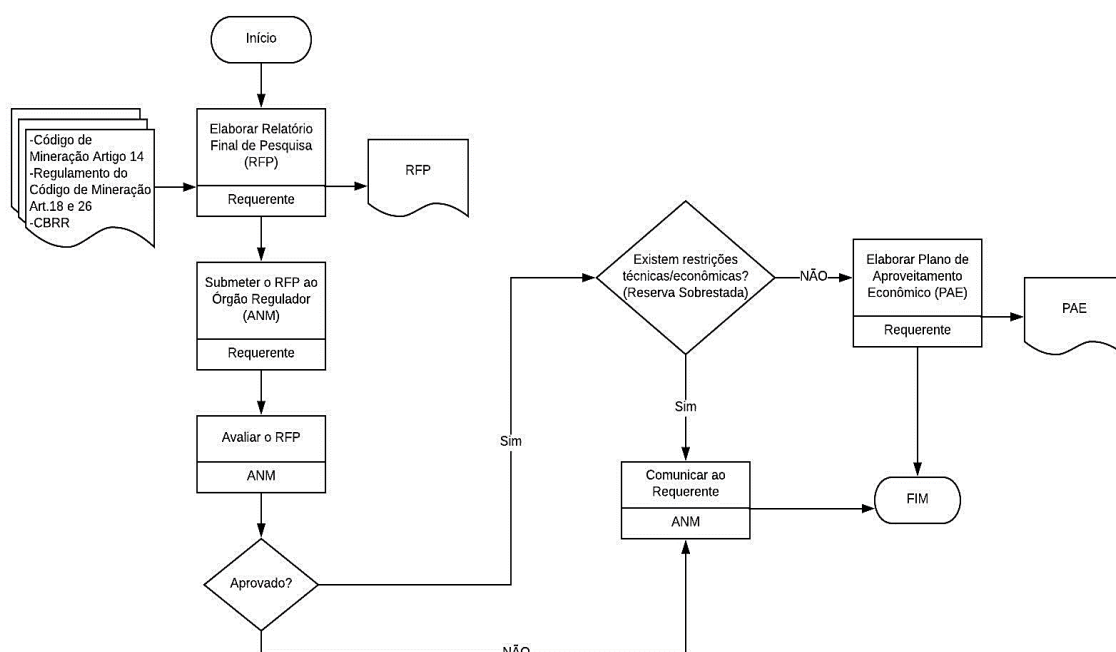 Início
-Código de
Mineração Artigo 14
-Regulamento do
Código de Mineração
Art.18 e 26
-CBRR
Elaborar Relatório
Final de Pesquisa
(RFP)
Requerente
RFP
Submeter o RFP ao
Órgão Regulador
(ANM)
Requerente
Avaliar o RFP
ANM
Aprovado?
Sim
NÃO
Existem restrições
técnicas/econômicas?
(Reserva Sobrestada)
NÃO
Sim
Elaborar Plano de
Aproveitamento
Econômico (PAE)
Requerente
PAE
Comunicar ao
Requerente
ANM
FIM